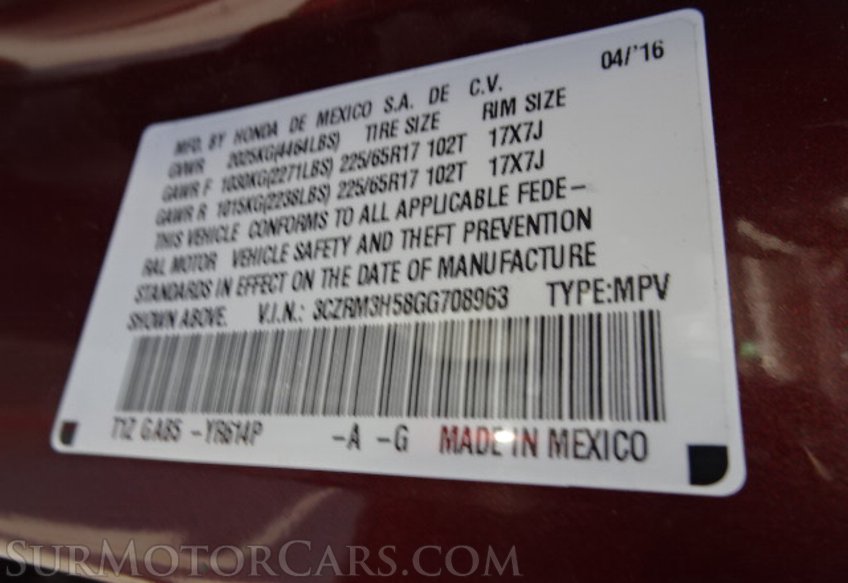 04/'16
MFD. BY HONDA DE MEXICO S.A. DE C.V.
GVWR 2025KG(4464LBS) TIRE SIZE RIM SIZE
GAWR F 1030KG(2271LBS) 225/65R17 102T 17X7J
GAWR R 1015KG(2238LBS) 225/65R17 102T 17X7J
THIS VEHICLE CONFORMS TO ALL APPLICABLE FEDE-
RAL MOTOR VEHICLE SAFETY AND THEFT PREVENTION
STANDARDS IN EFFECT ON THE DATE OF MANUFACTURE
SHOWN ABOVE. V.I.N.: 3CZRM3H58GG708963 TYPE:MPV
T1Z GA85 -YR614P -A -G MADE IN MEXICO
SURMOTORCARS.COM